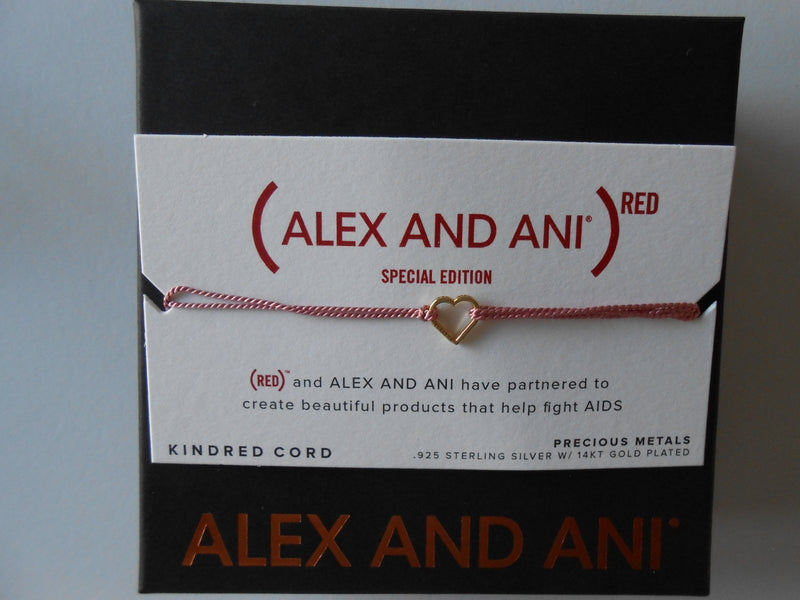 (ALEX AND ANI®)RED
SPECIAL EDITION
(RED)™ and ALEX AND ANI have partnered to
create beautiful products that help fight AIDS
KINDRED CORD
PRECIOUS METALS
.925 STERLING SILVER W/ 14KT GOLD PLATED
ALEX AND ANI®